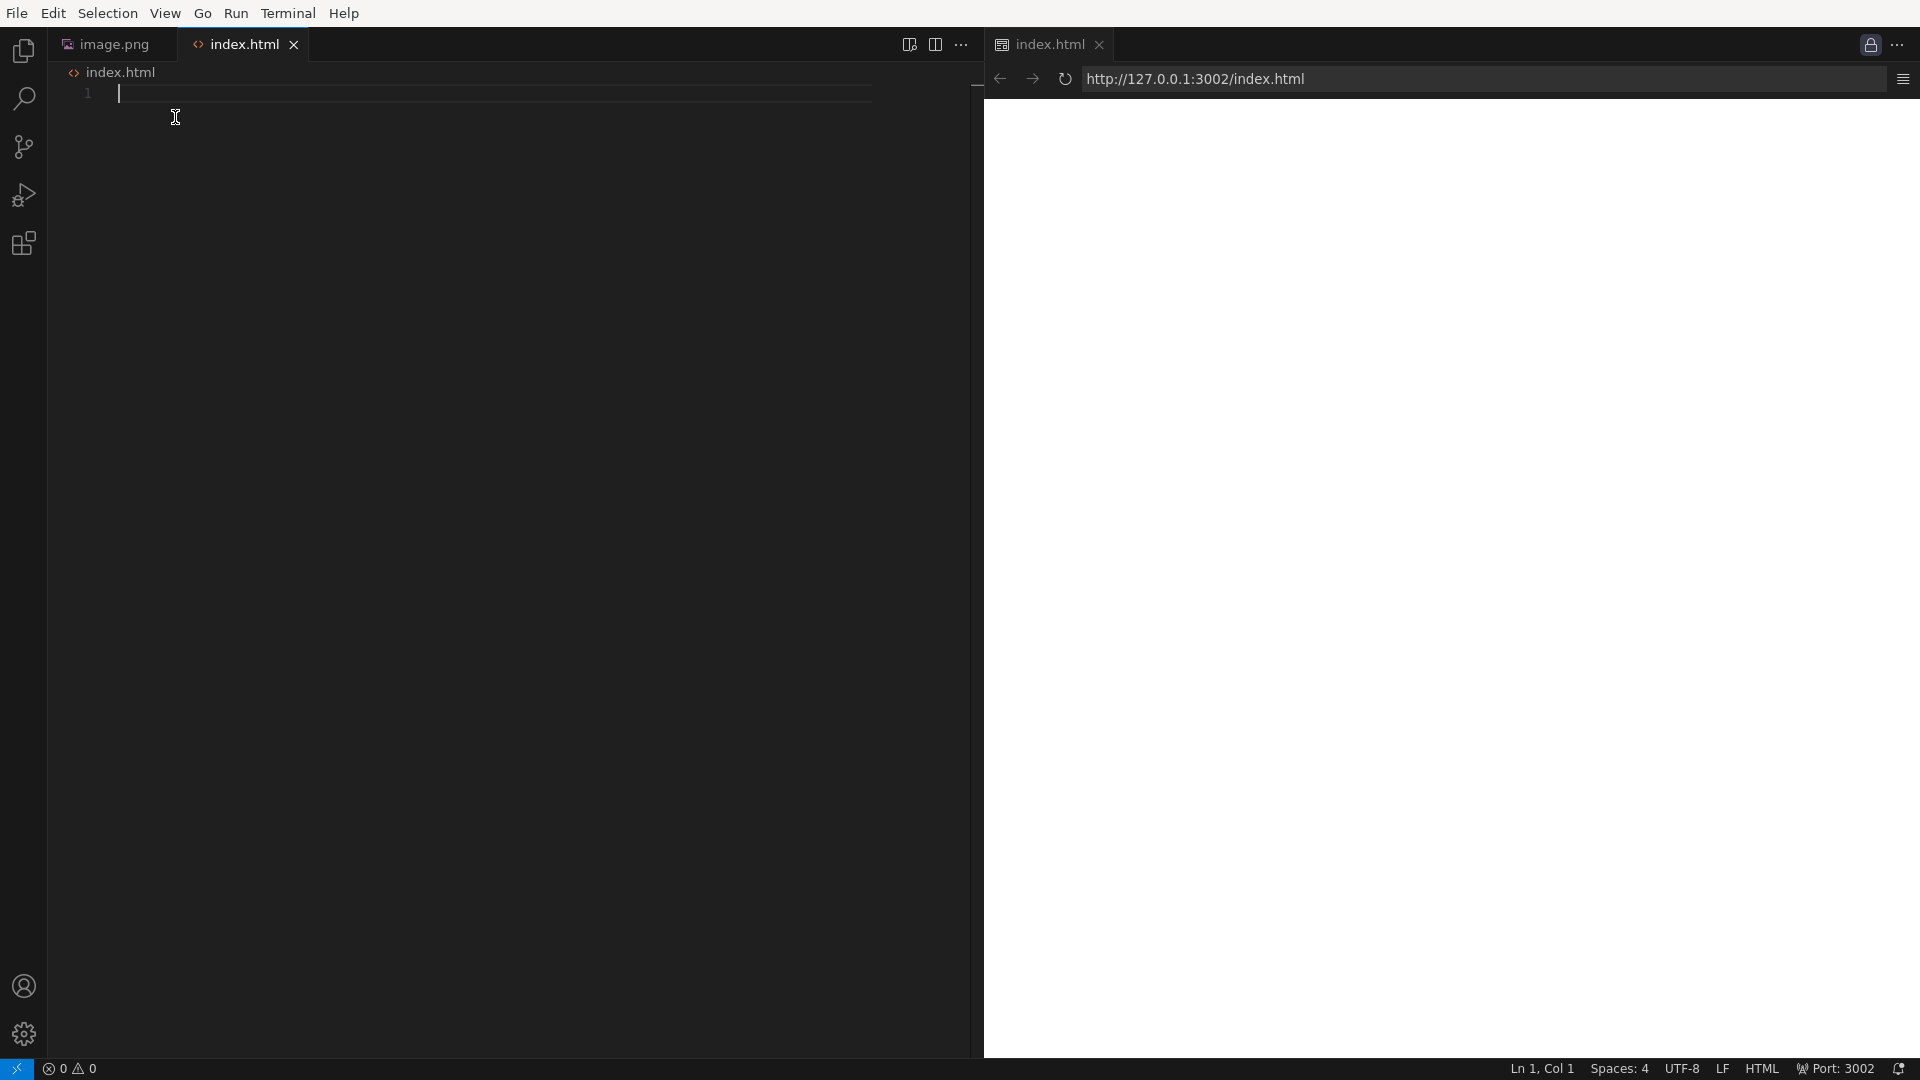 File Edit Selection View Go Run Terminal Help
image.png
index.html
index.html
index.html
http://127.0.0.1:3002/index.html
1
0 0
Ln 1, Col 1 Spaces: 4 UTF-8 LF HTML Port: 3002